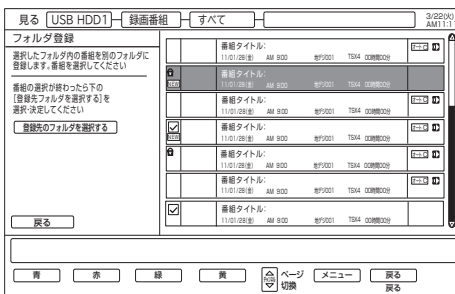 見る USB HDD1 録画番組 すべて 3/22(火)
AM11:1
フォルダ登録
選択したフォルダ内の番組を別のフォルダに
登録します。番組を選択してください
番組の選択が終わったら下の
[登録先フォルダを選択する]を
選択・決定してください
登録先のフォルダを選択する
戻る
番組タイトル:
11/01/28(金) AM 9:00 地デジ001 TSX4 00時間00分
NEW
番組タイトル:
11/01/28(金) AM 9:00 地デジ001 TSX4 00時間00分
番組タイトル:
11/01/28(金) AM 9:00 地デジ001 TSX4 00時間00分
NEW
番組タイトル:
11/01/28(金) AM 9:00 地デジ001 TSX4 00時間00分
番組タイトル:
11/01/28(金) AM 9:00 地デジ001 TSX4 00時間00分
番組タイトル:
11/01/28(金) AM 9:00 地デジ001 TSX4 00時間00分
番組タイトル:
11/01/28(金) AM 9:00 地デジ001 TSX4 00時間00分
青 赤 緑 黄 ページ切換 メニュー 戻る
戻る